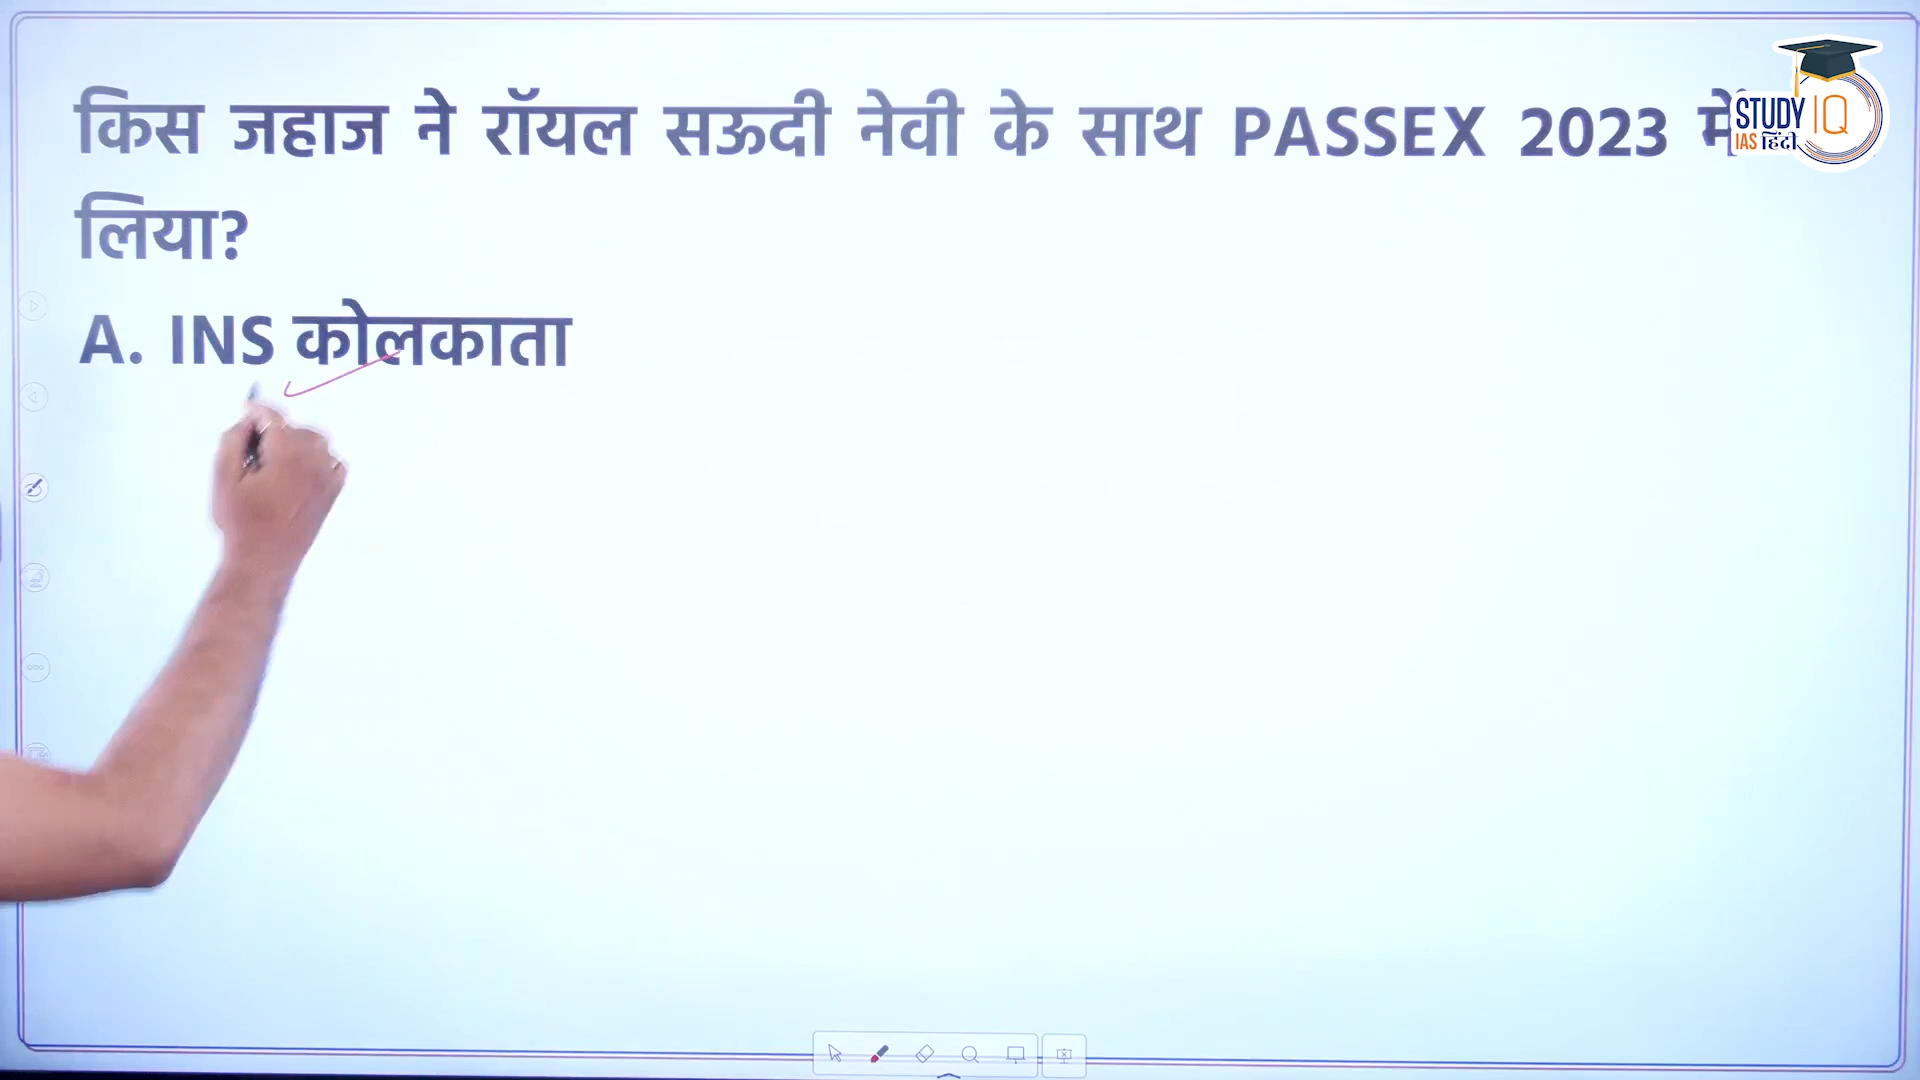 किस जहाज ने रॉयल सऊदी नेवी के साथ PASSEX 2023 में
लिया?
A. INS कोलकाता
STUDY IQ
IAS हिंदी